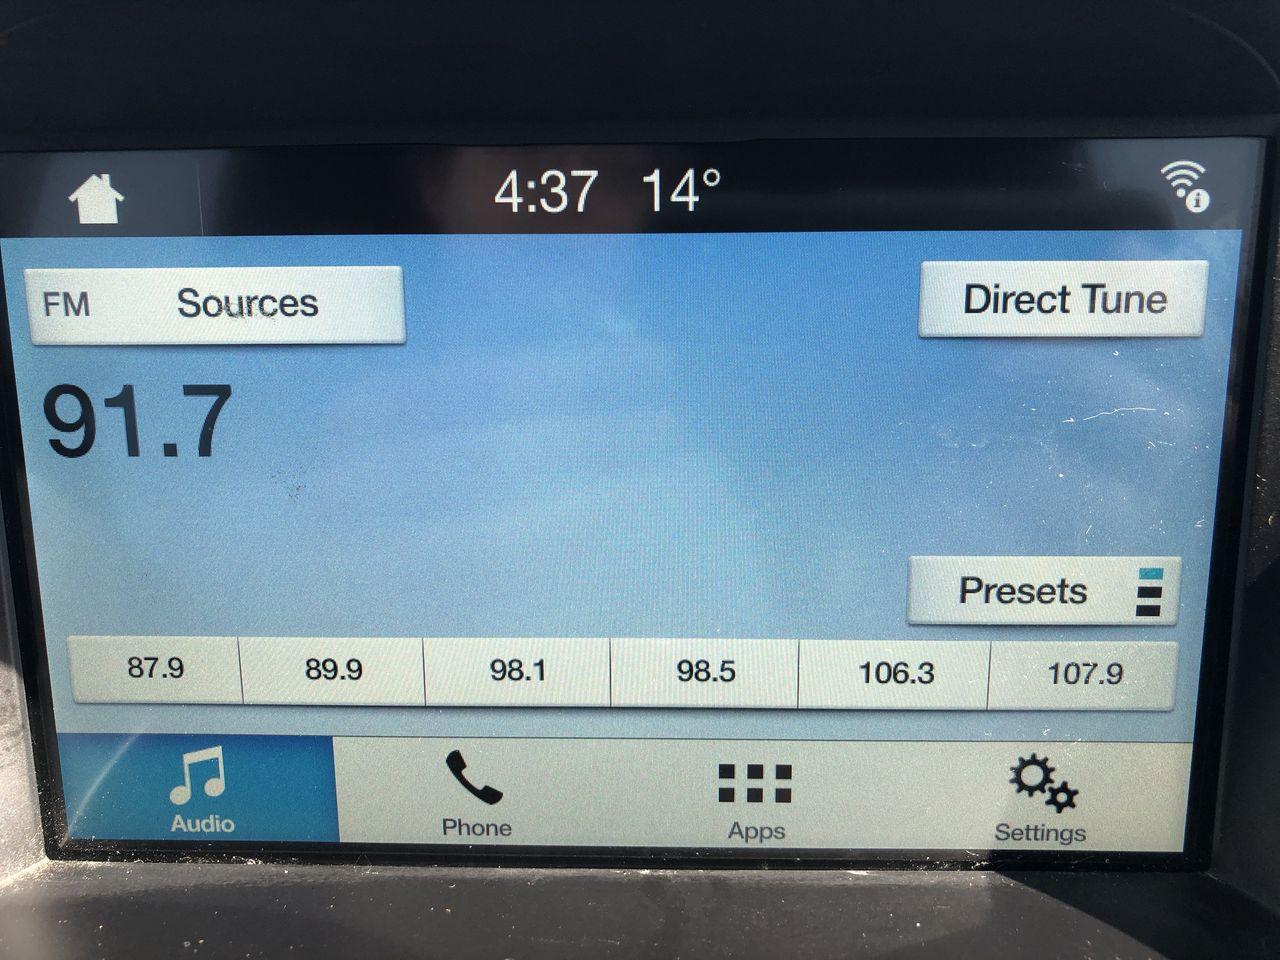 4:37 14°
FM Sources
Direct Tune
91.7
Presets
87.9 89.9 98.1 98.5 106.3 107.9
Audio Phone Apps Settings